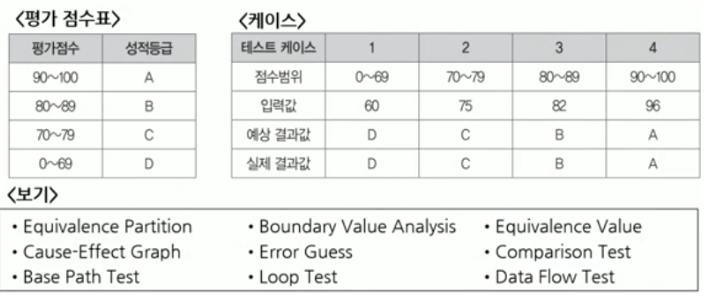 <평가 점수표>
평가점수 성적등급
90~100 A
80~89 B
70~79 C
0~69 D
<케이스>
테스트 케이스 1 2 3 4
점수범위 0~69 70~79 80~89 90~100
입력값 60 75 82 96
예상 결과값 D C B A
실제 결과값 D C B A
<보기>
• Equivalence Partition • Boundary Value Analysis • Equivalence Value
• Cause-Effect Graph • Error Guess • Comparison Test
• Base Path Test • Loop Test • Data Flow Test